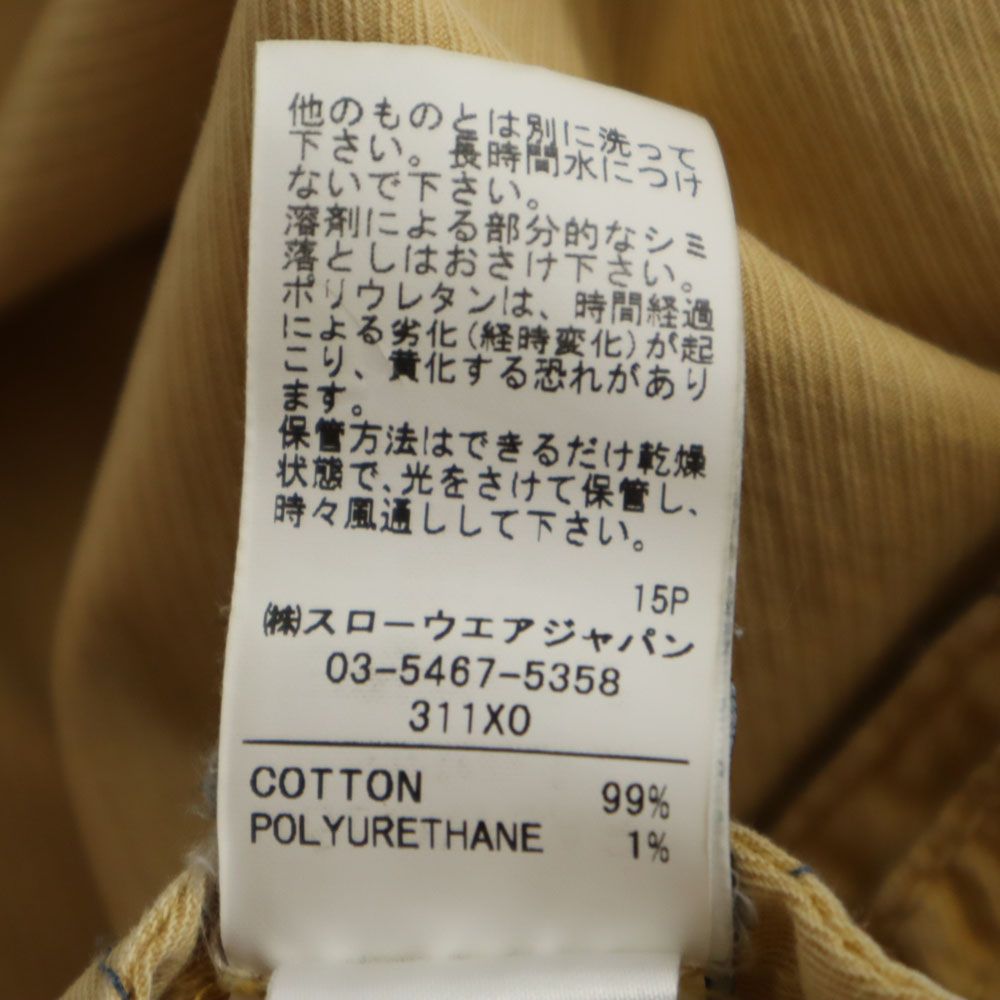 他のものとは別に洗って
下さい。長時間水につけ
ないで下さい。
溶剤による部分的なシミ
落としはおさけ下さい。
ポリウレタンは、時間経過
による劣化(経時変化)が起
こり、黄化する恐れがあり
ます。
保管方法はできるだけ乾燥
状態で、光をさけて保管し、
時々風通しして下さい。
15P
㈱スローウエアジャパン
03-5467-5358
311X0
COTTON 99%
POLYURETHANE 1%